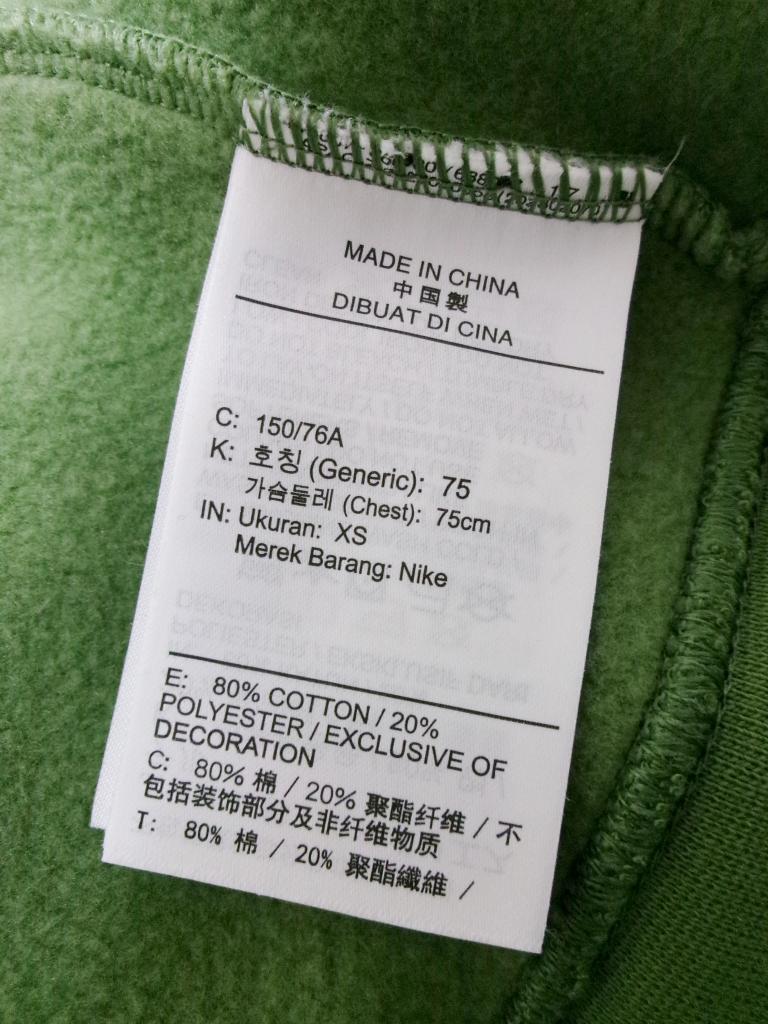 MADE IN CHINA
中国製
DIBUAT DI CINA
C: 150/76A
K: 호칭 (Generic): 75
가슴둘레 (Chest): 75cm
IN: Ukuran: XS
Merek Barang: Nike
E: 80% COTTON / 20%
POLYESTER / EXCLUSIVE OF
DECORATION
C: 80% 棉 / 20% 聚酯纤维 / 不
包括装饰部分及非纤维物质
T: 80% 棉 / 20% 聚酯纖維 /